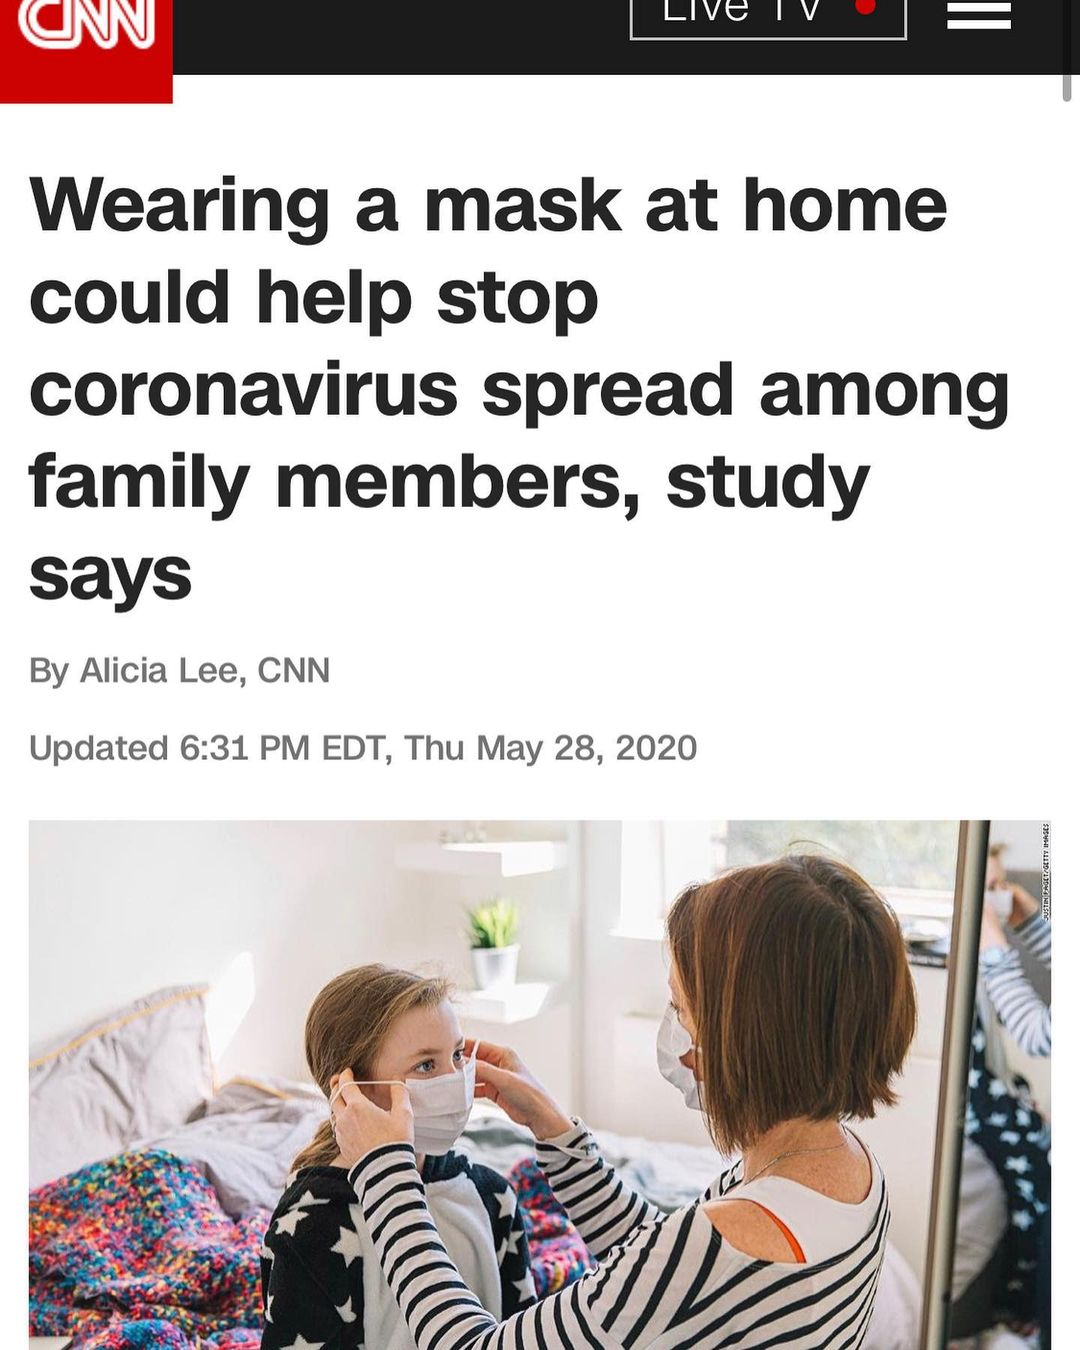 CNN
Live TV
Wearing a mask at home
could help stop
coronavirus spread among
family members, study
says
By Alicia Lee, CNN
Updated 6:31 PM EDT, Thu May 28, 2020
JUSTIN PAGET/GETTY IMAGES